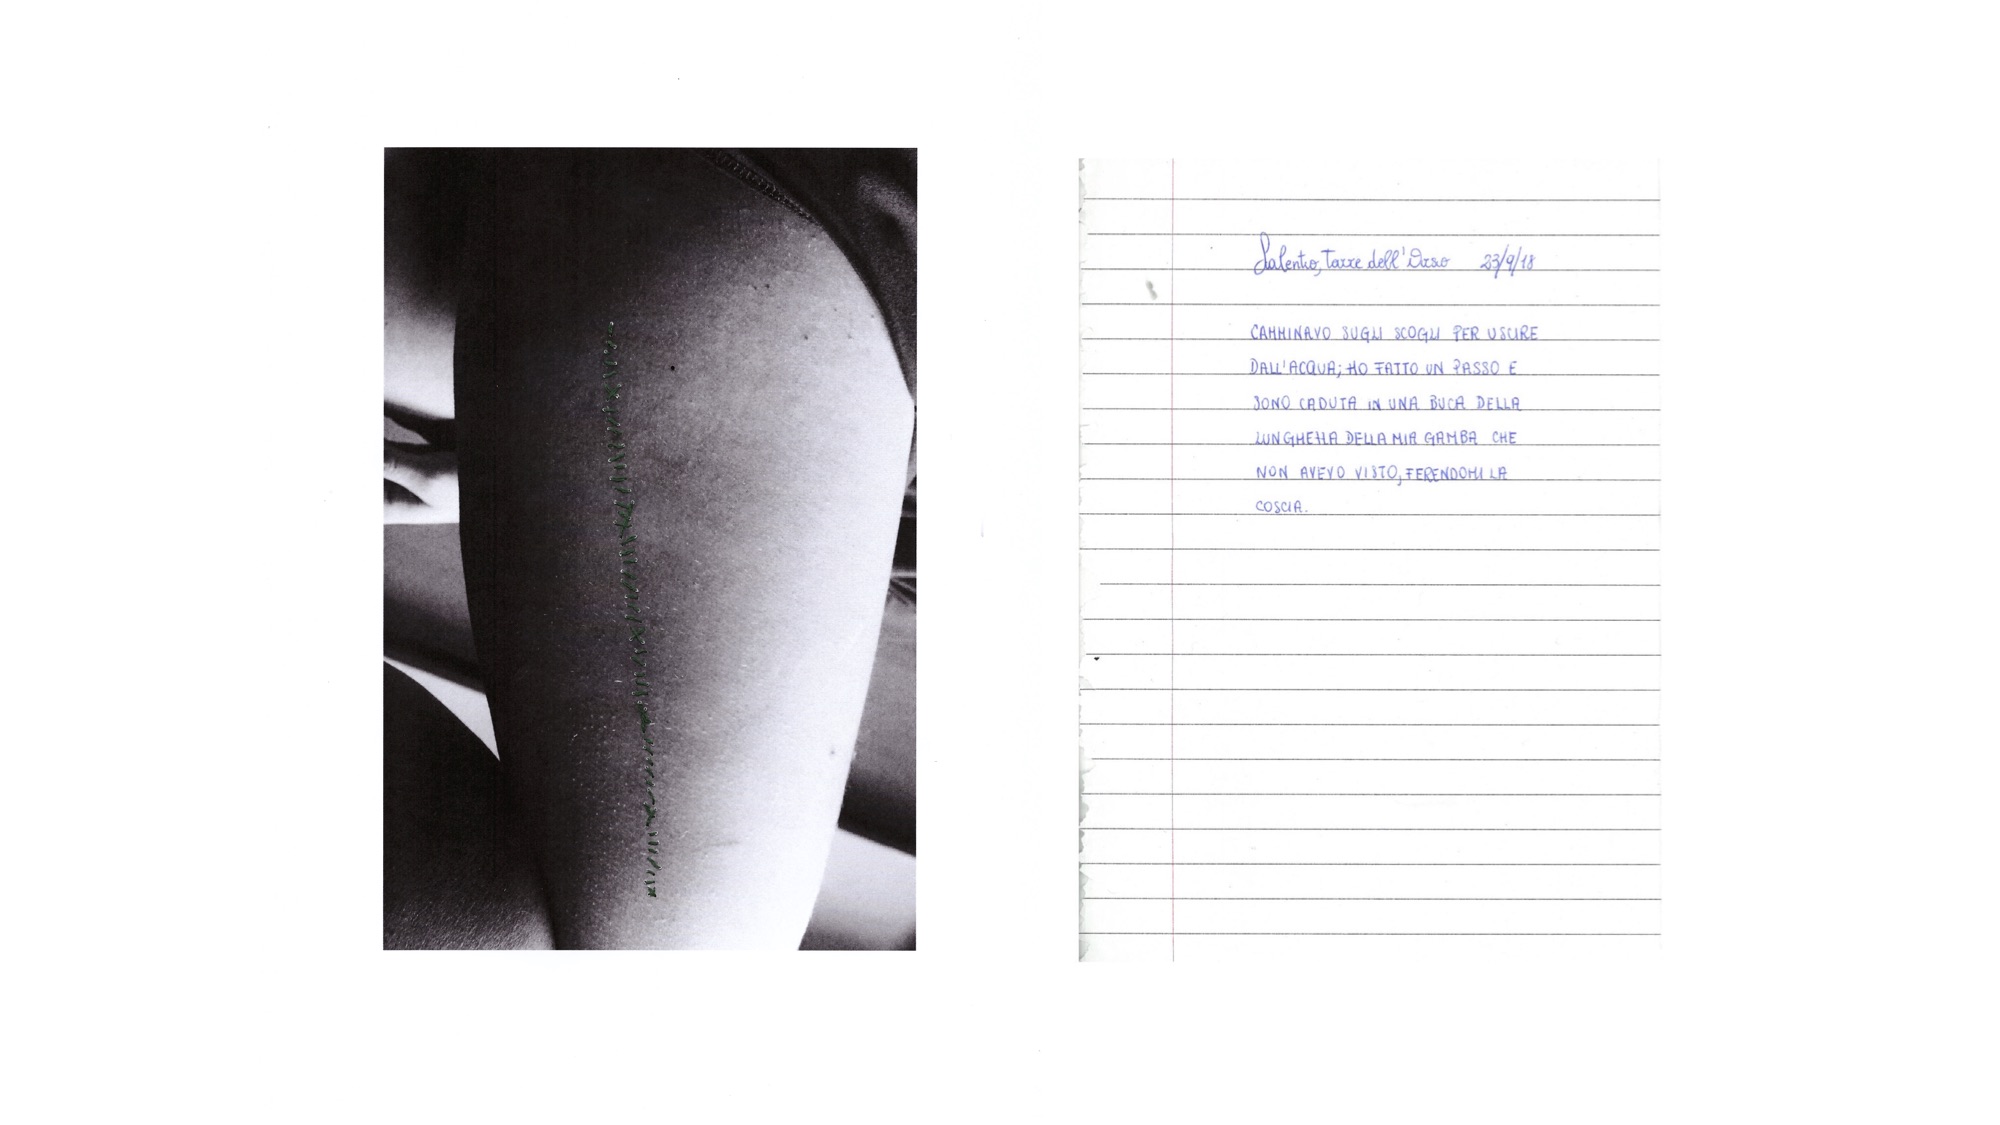 Salento, Torre dell'Orso 23/9/18
CAMMINAVO SUGLI SCOGLI PER USCIRE
DALL'ACQUA; HO FATTO UN PASSO E
SONO CADUTA IN UNA BUCA DELLA
LUNGHEZZA DELLA MIA GAMBA CHE
NON AVEVO VISTO, FERENDOMI LA
COSCIA.